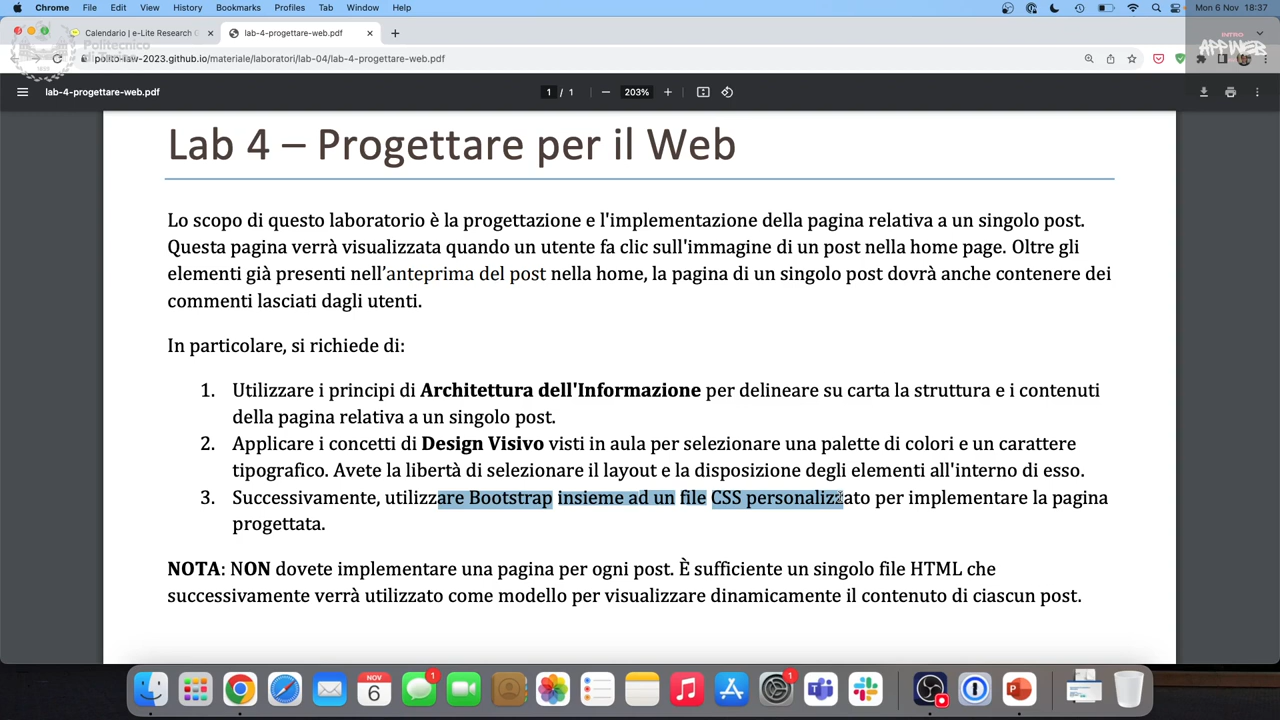 Chrome File Edit View History Bookmarks Profiles Tab Window Help Mon 6 Nov 18:37
Calendario | e-Lite Research
lab-4-progettare-web.pdf
Politecnico
di Torino
INTRO
APP WEB
polito-iaw-2023.github.io/materiale/laboratori/lab-04/lab-4-progettare-web.pdf
lab-4-progettare-web.pdf 1 / 1 203%
Lab 4 – Progettare per il Web
Lo scopo di questo laboratorio è la progettazione e l'implementazione della pagina relativa a un singolo post.
Questa pagina verrà visualizzata quando un utente fa clic sull'immagine di un post nella home page. Oltre gli
elementi già presenti nell’anteprima del post nella home, la pagina di un singolo post dovrà anche contenere dei
commenti lasciati dagli utenti.
In particolare, si richiede di:
1. Utilizzare i principi di Architettura dell'Informazione per delineare su carta la struttura e i contenuti
della pagina relativa a un singolo post.
2. Applicare i concetti di Design Visivo visti in aula per selezionare una palette di colori e un carattere
tipografico. Avete la libertà di selezionare il layout e la disposizione degli elementi all'interno di esso.
3. Successivamente, utilizzare Bootstrap insieme ad un file CSS personalizzato per implementare la pagina
progettata.
NOTA: NON dovete implementare una pagina per ogni post. È sufficiente un singolo file HTML che
successivamente verrà utilizzato come modello per visualizzare dinamicamente il contenuto di ciascun post.
NOV
6
1
1